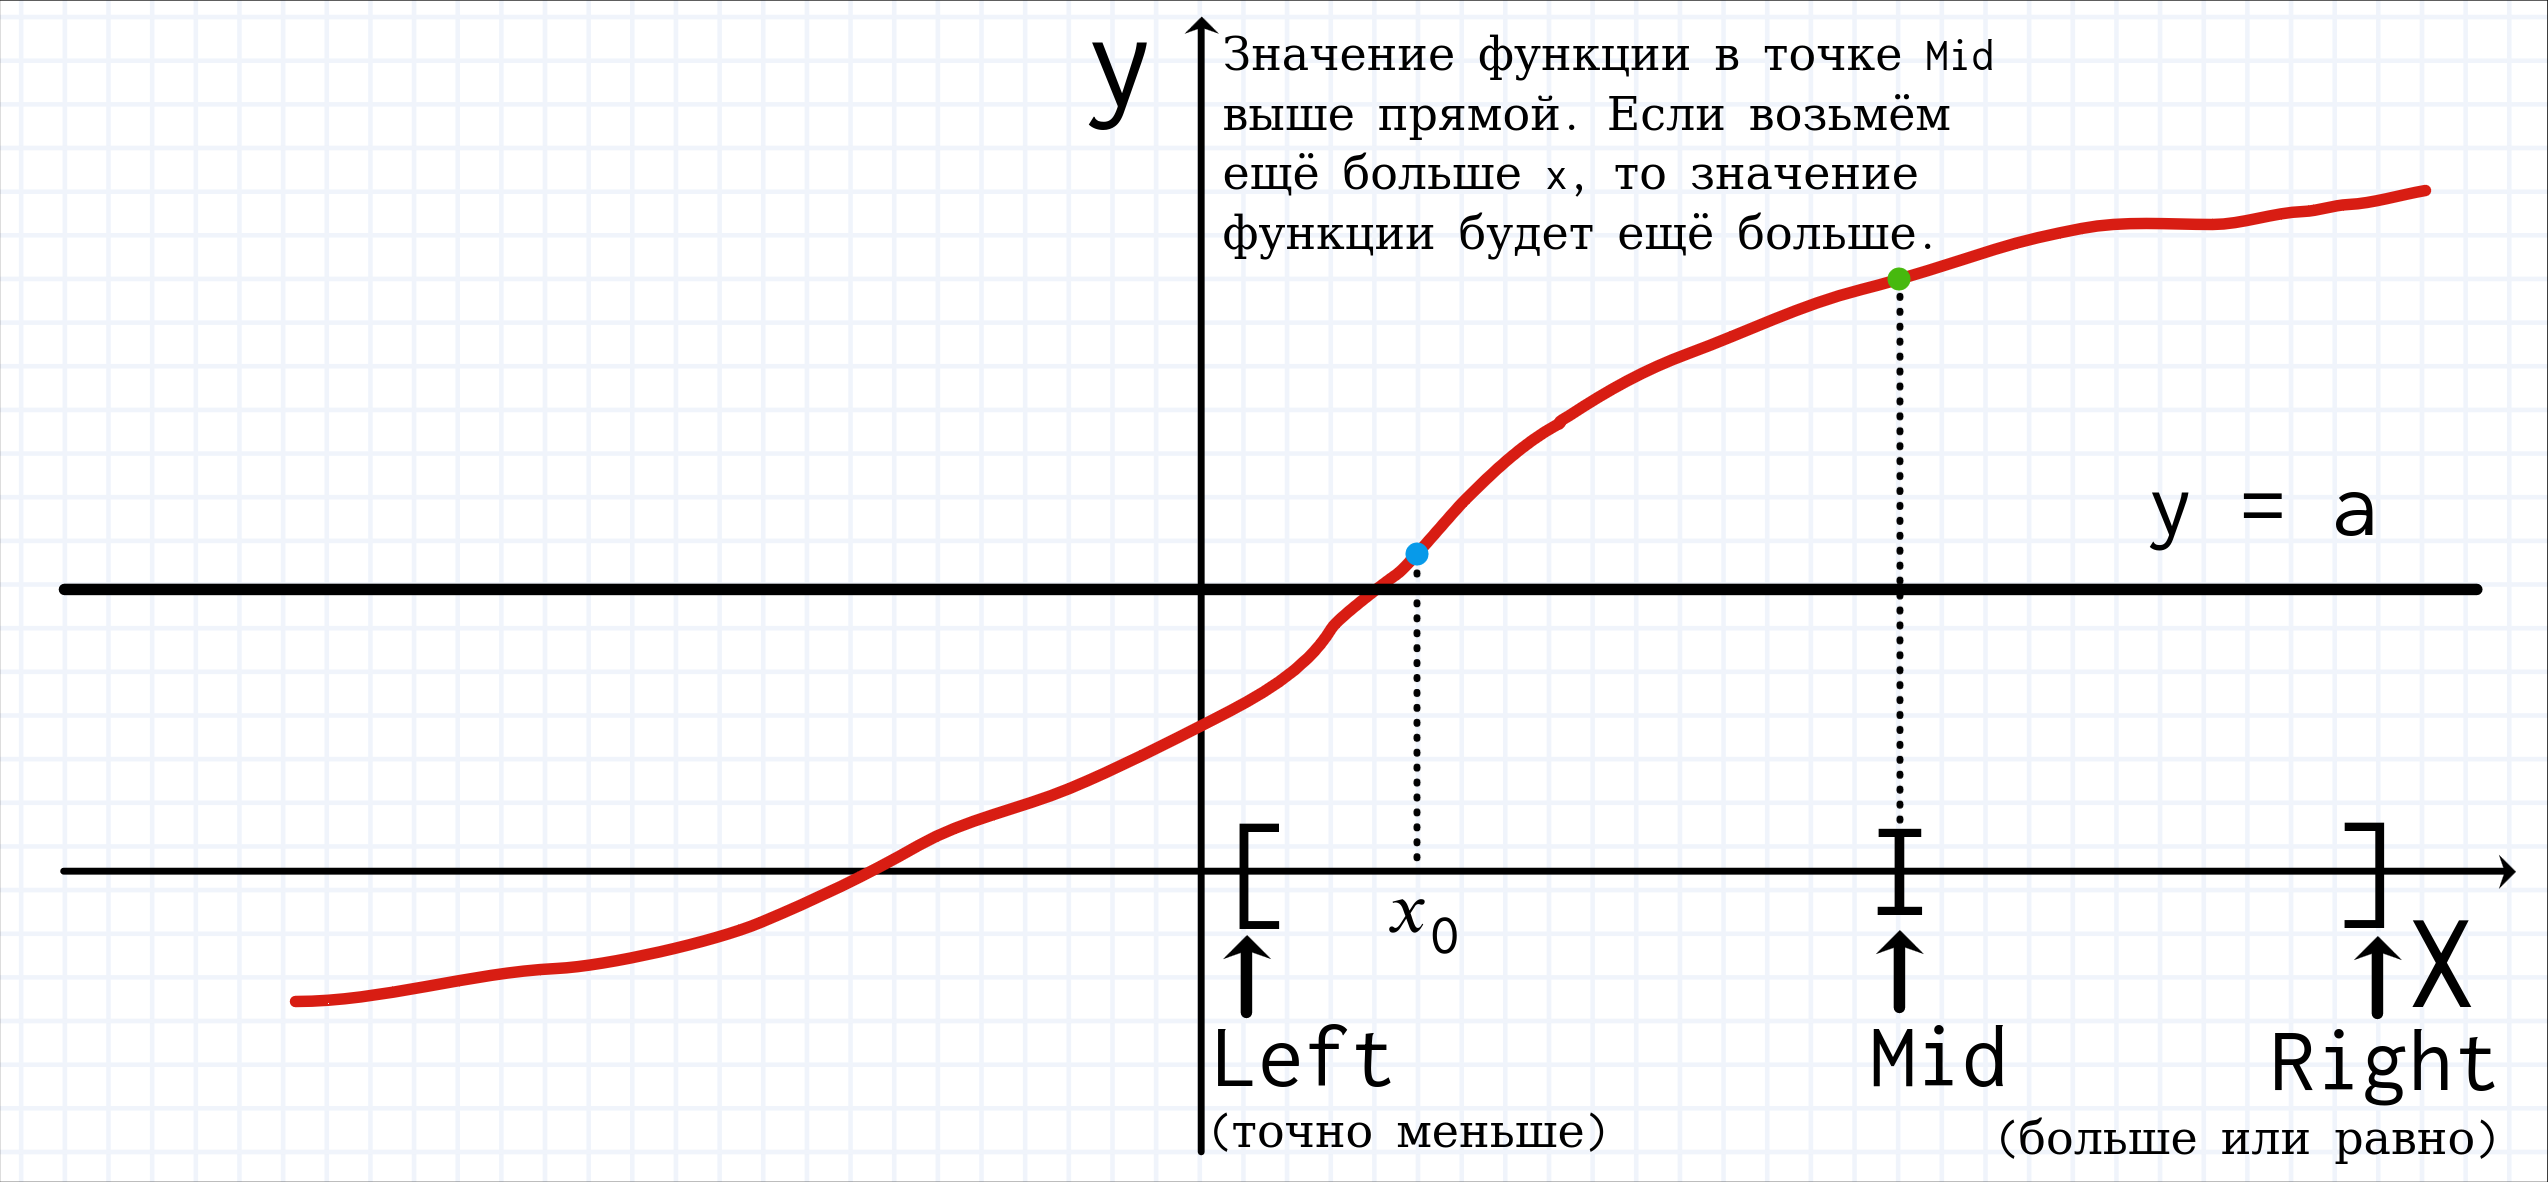 y
Значение функции в точке Mid
выше прямой. Если возьмём
ещё больше x, то значение
функции будет ещё больше.
y = a
x₀
X
Left
Mid
Right
(точно меньше)
(больше или равно)